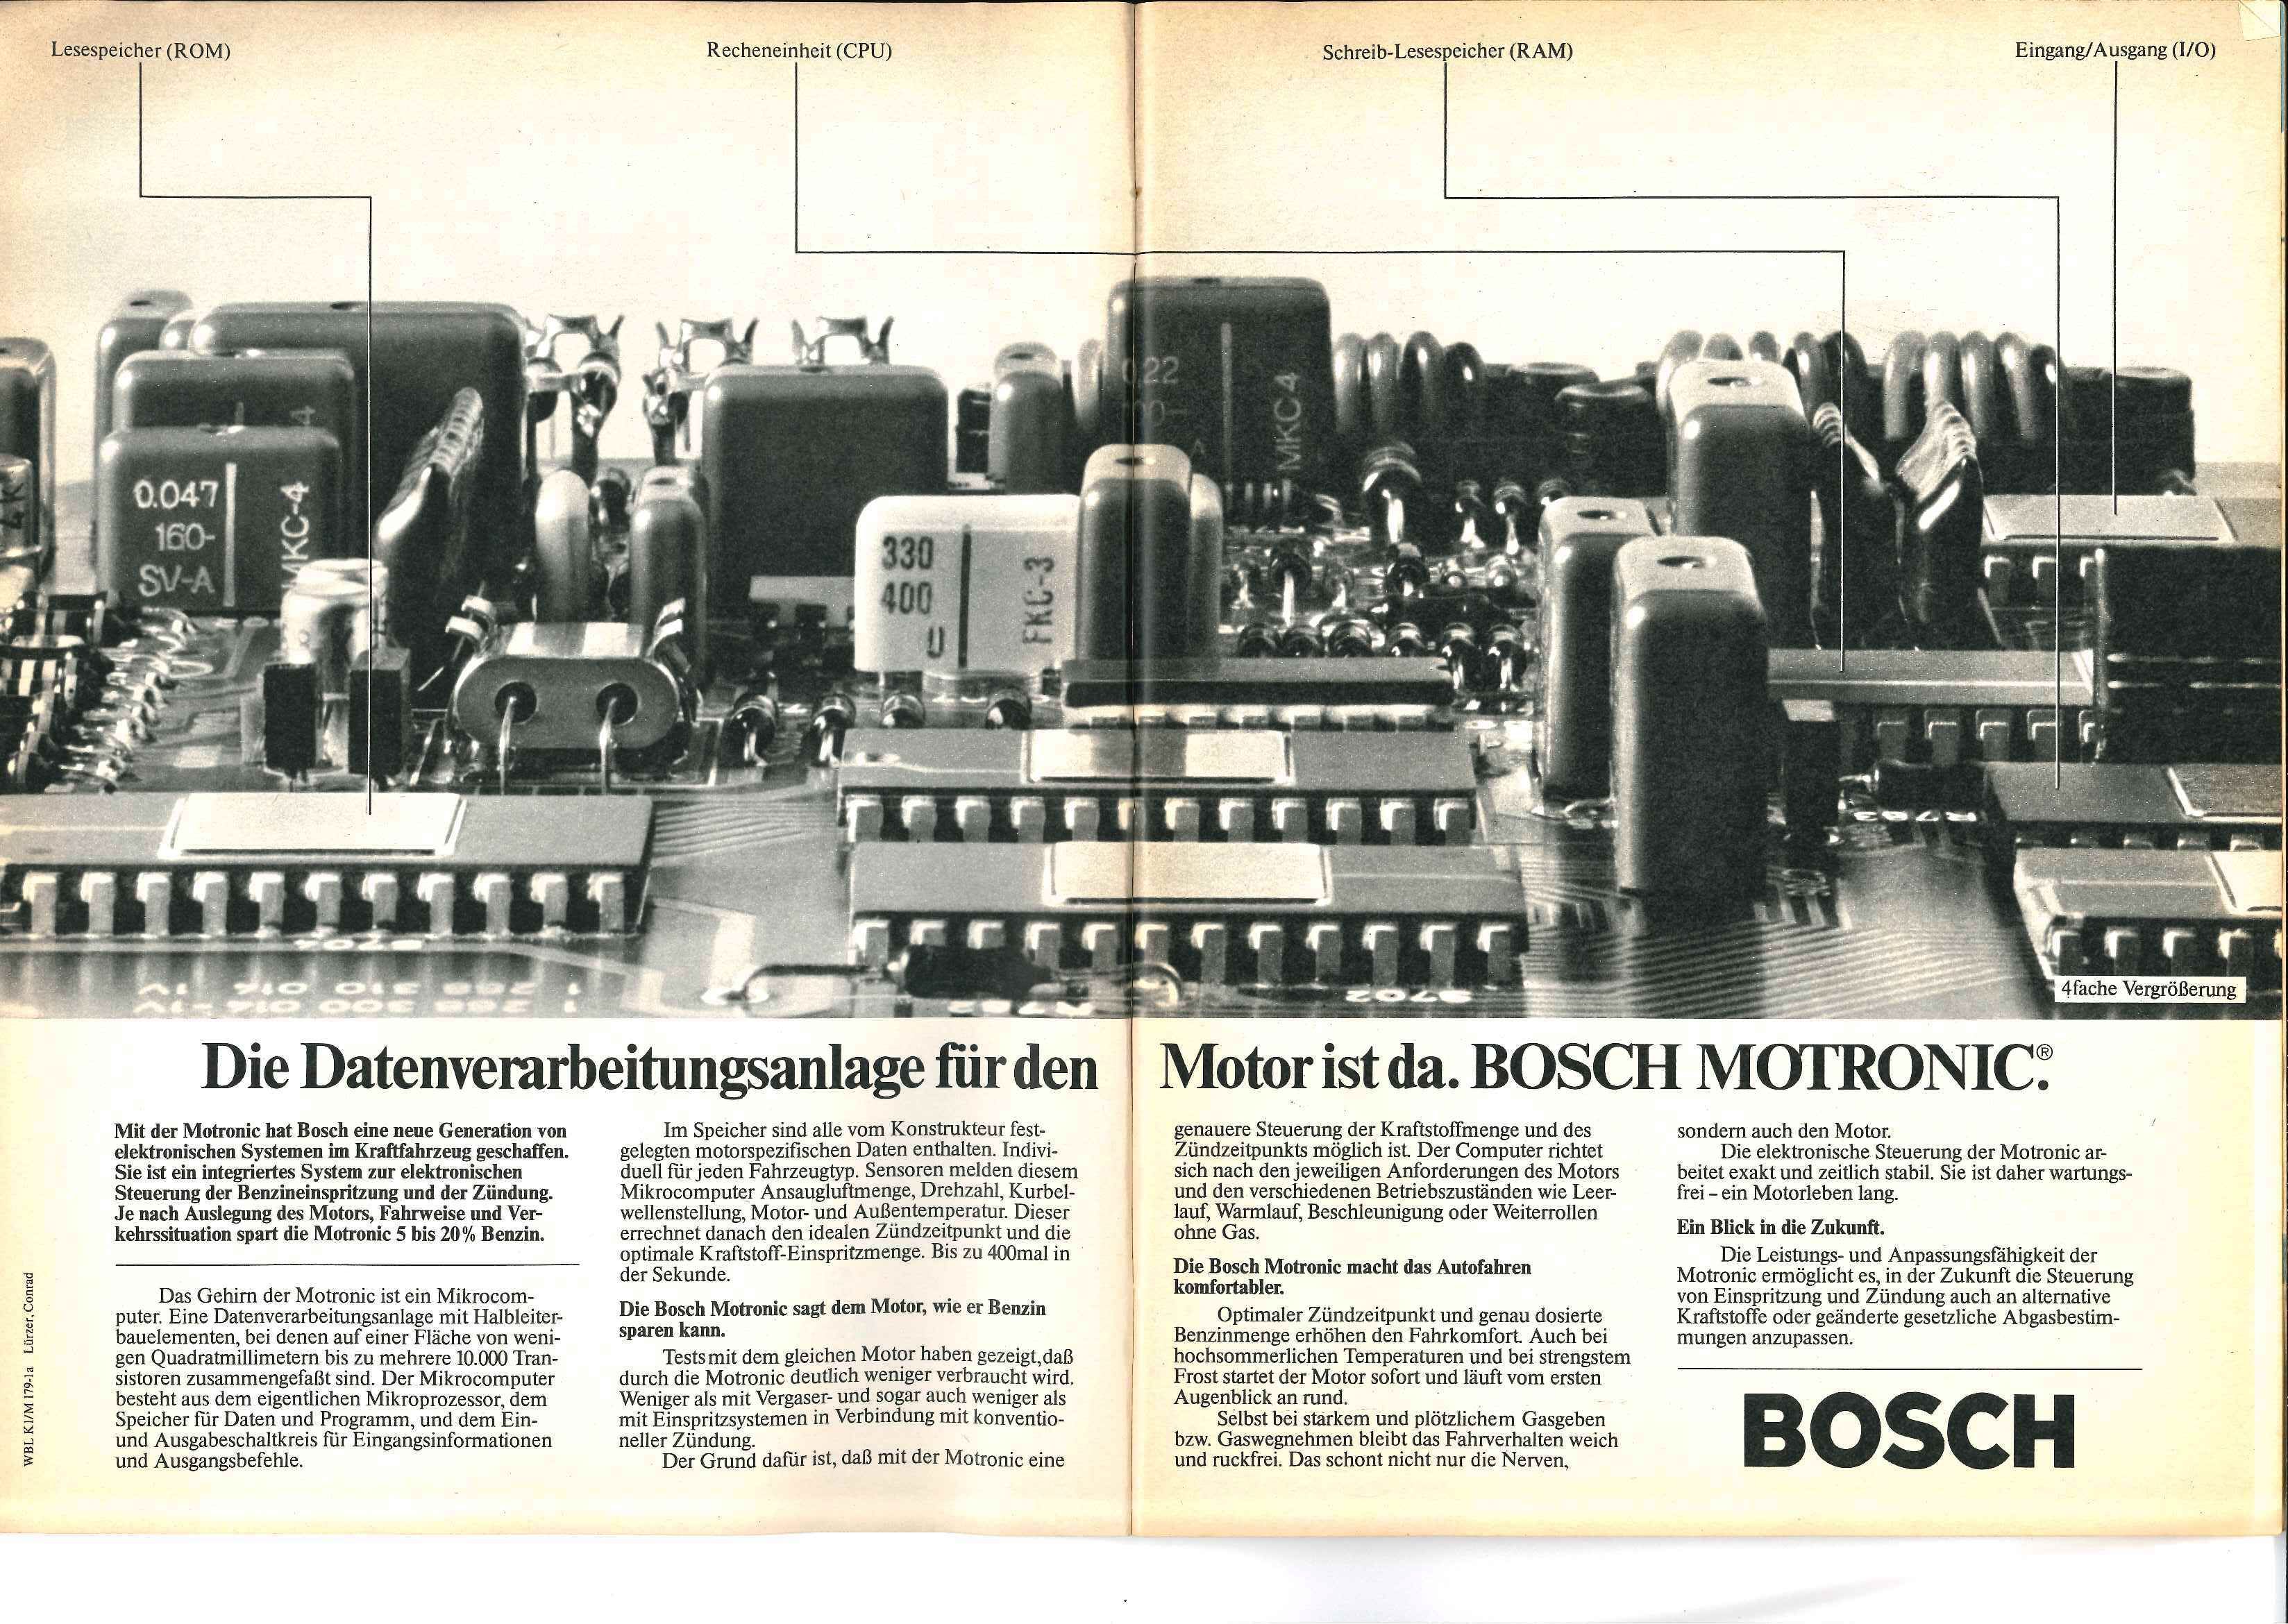 Lesespeicher (ROM)
Recheneinheit (CPU)
Schreib-Lesespeicher (RAM)
Eingang/Ausgang (I/O)
0.22
MKC4
4
0.047
160-
SV-A
MKC-4
330
400
U
FKC-3
R783
4fache Vergrößerung
Die Datenverarbeitungsanlage für den Motor ist da. BOSCH MOTRONIC.®
Mit der Motronic hat Bosch eine neue Generation von
elektronischen Systemen im Kraftfahrzeug geschaffen.
Sie ist ein integriertes System zur elektronischen
Steuerung der Benzineinspritzung und der Zündung.
Je nach Auslegung des Motors, Fahrweise und Ver-
kehrssituation spart die Motronic 5 bis 20% Benzin.
Das Gehirn der Motronic ist ein Mikrocom-
puter. Eine Datenverarbeitungsanlage mit Halbleiter-
bauelementen, bei denen auf einer Fläche von weni-
gen Quadratmillimetern bis zu mehrere 10.000 Tran-
sistoren zusammengefaßt sind. Der Mikrocomputer
besteht aus dem eigentlichen Mikroprozessor, dem
Speicher für Daten und Programm, und dem Ein-
und Ausgabeschaltkreis für Eingangsinformationen
und Ausgangsbefehle.
Im Speicher sind alle vom Konstrukteur fest-
gelegten motorspezifischen Daten enthalten. Indivi-
duell für jeden Fahrzeugtyp. Sensoren melden diesem
Mikrocomputer Ansaugluftmenge, Drehzahl, Kurbel-
wellenstellung, Motor- und Außentemperatur. Dieser
errechnet danach den idealen Zündzeitpunkt und die
optimale Kraftstoff-Einspritzmenge. Bis zu 400mal in
der Sekunde.
Die Bosch Motronic sagt dem Motor, wie er Benzin
sparen kann.
Tests mit dem gleichen Motor haben gezeigt, daß
durch die Motronic deutlich weniger verbraucht wird.
Weniger als mit Vergaser- und sogar auch weniger als
mit Einspritzsystemen in Verbindung mit konventio-
neller Zündung.
Der Grund dafür ist, daß mit der Motronic eine
genauere Steuerung der Kraftstoffmenge und des
Zündzeitpunkts möglich ist. Der Computer richtet
sich nach den jeweiligen Anforderungen des Motors
und den verschiedenen Betriebszuständen wie Leer-
lauf, Warmlauf, Beschleunigung oder Weiterrollen
ohne Gas.
Die Bosch Motronic macht das Autofahren
komfortabler.
Optimaler Zündzeitpunkt und genau dosierte
Benzinmenge erhöhen den Fahrkomfort. Auch bei
hochsommerlichen Temperaturen und bei strengstem
Frost startet der Motor sofort und läuft vom ersten
Augenblick an rund.
Selbst bei starkem und plötzlichem Gasgeben
bzw. Gaswegnehmen bleibt das Fahrverhalten weich
und ruckfrei. Das schont nicht nur die Nerven,
sondern auch den Motor.
Die elektronische Steuerung der Motronic ar-
beitet exakt und zeitlich stabil. Sie ist daher wartungs-
frei – ein Motorleben lang.
Ein Blick in die Zukunft.
Die Leistungs- und Anpassungsfähigkeit der
Motronic ermöglicht es, in der Zukunft die Steuerung
von Einspritzung und Zündung auch an alternative
Kraftstoffe oder geänderte gesetzliche Abgasbestim-
mungen anzupassen.
BOSCH
WBL K1/M 179-1a Lürzer, Conrad